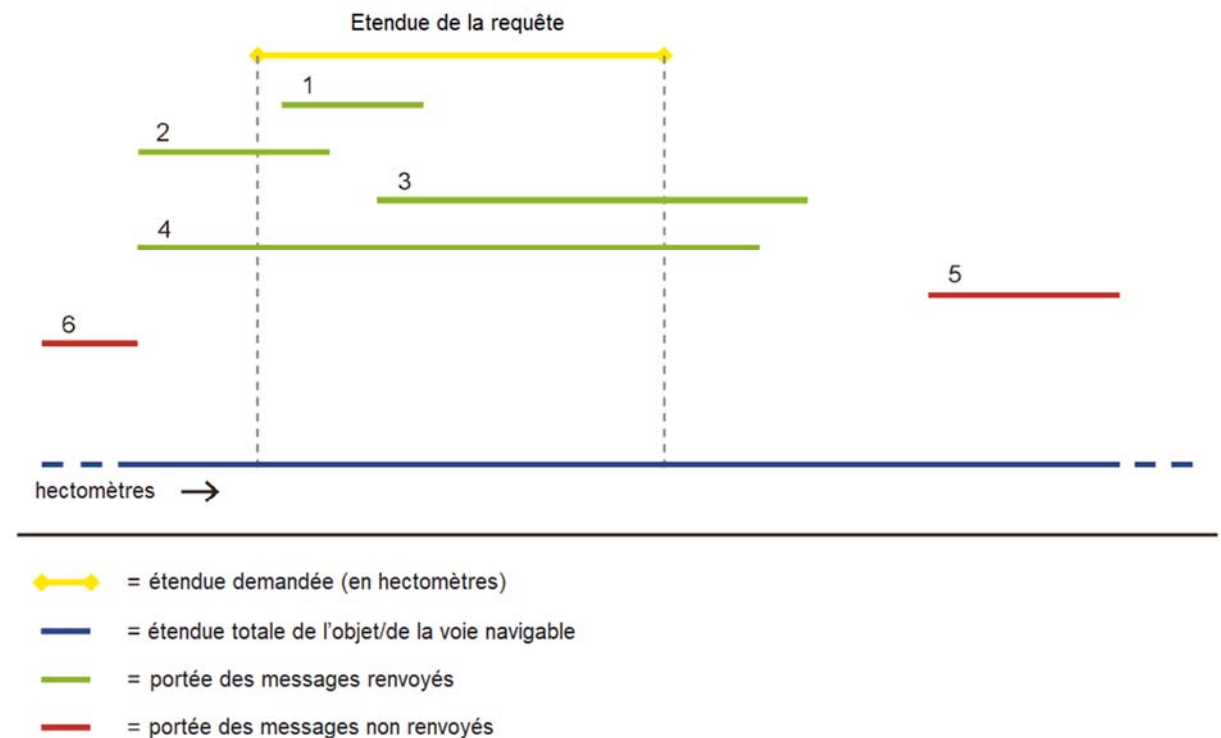 Etendue de la requête
1
2
3
4
5
6
hectomètres →
= étendue demandée (en hectomètres)
= étendue totale de l'objet/de la voie navigable
= portée des messages renvoyés
= portée des messages non renvoyés